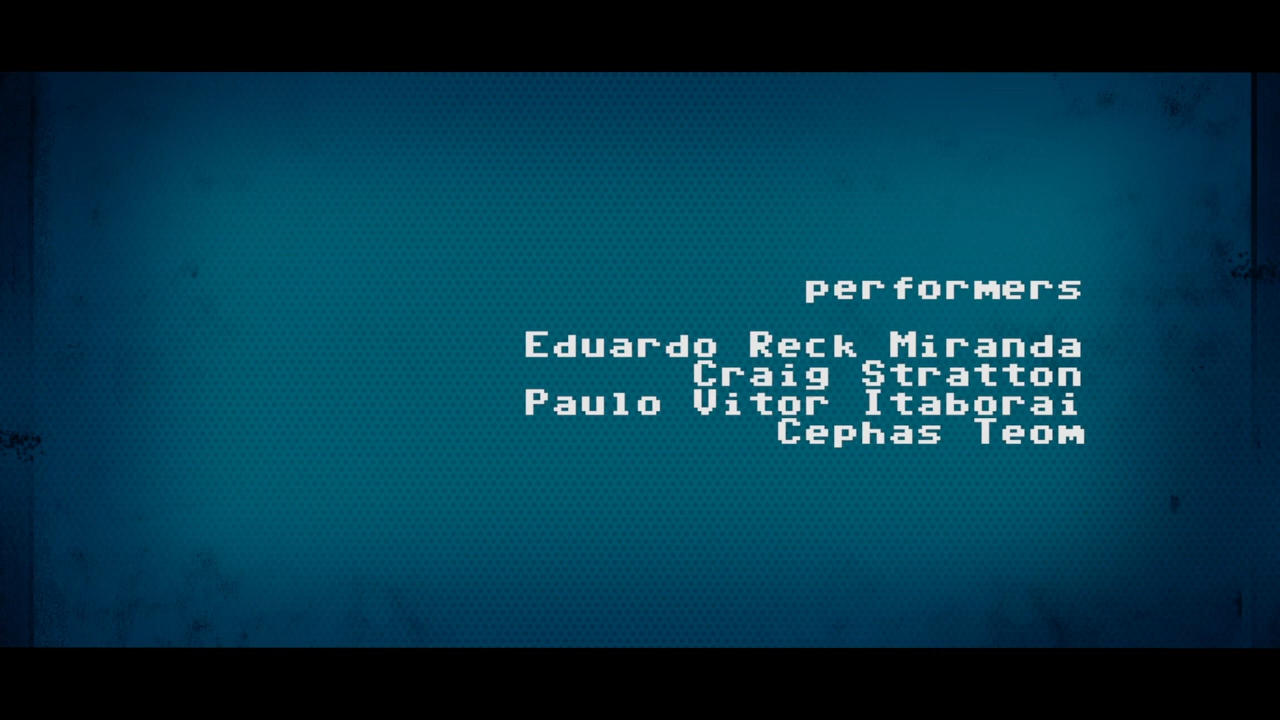 performers
Eduardo Reck Miranda
Craig Stratton
Paulo Vitor Itaborai
Cephas Teom